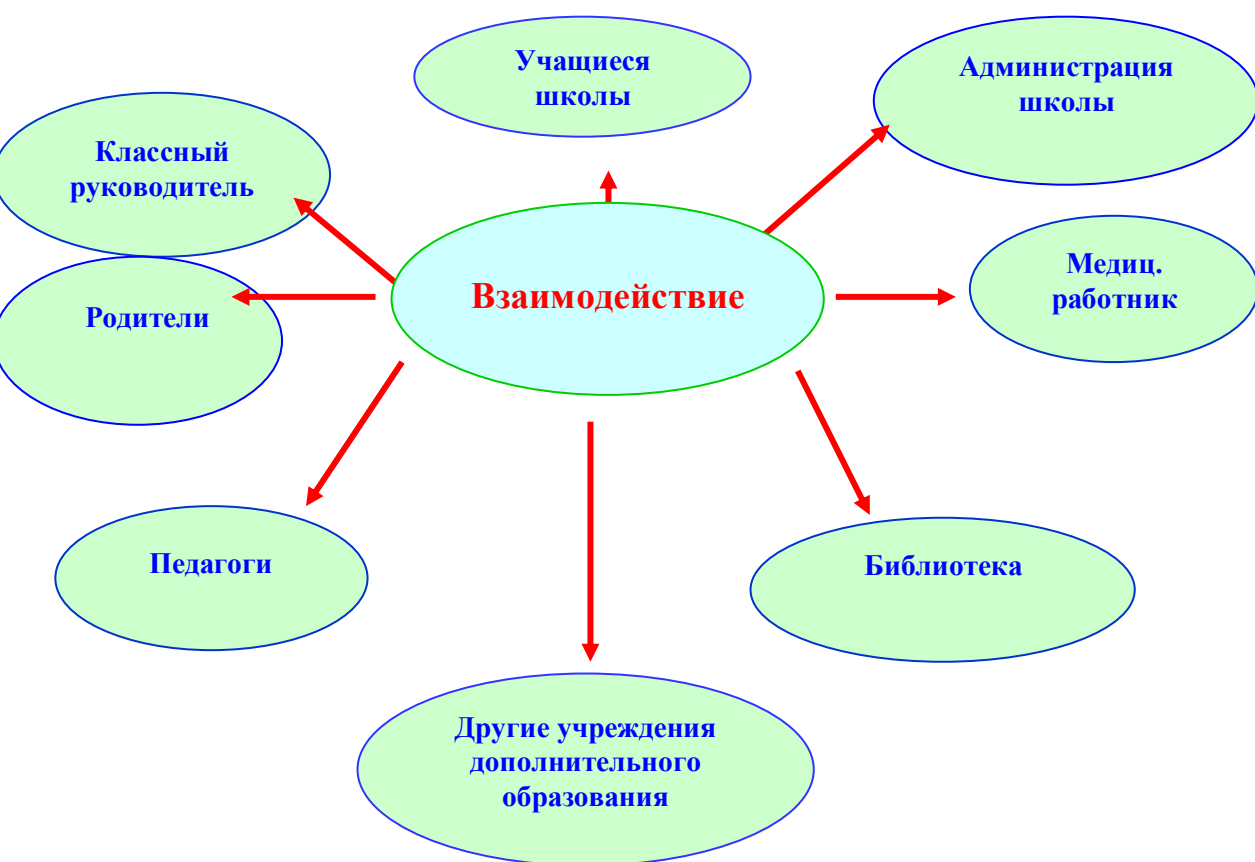 Учащиеся
школы
Администрация
школы
Классный
руководитель
Медиц.
работник
Взаимодействие
Родители
Педагоги
Библиотека
Другие учреждения
дополнительного
образования